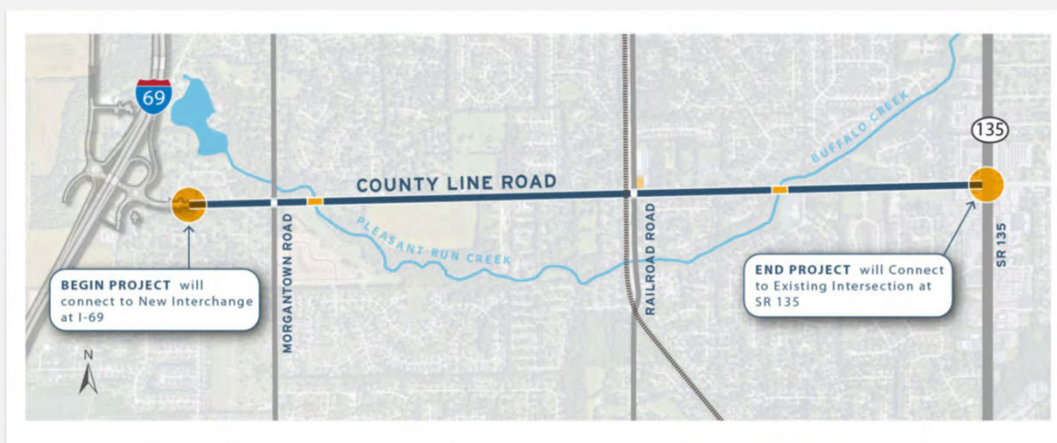 69
135
BUFFALO CREEK
COUNTY LINE ROAD
PLEASANT RUN CREEK
MORGANTOWN ROAD
RAILROAD ROAD
SR 135
BEGIN PROJECT will
connect to New Interchange
at I-69
END PROJECT will Connect
to Existing Intersection at
SR 135
N